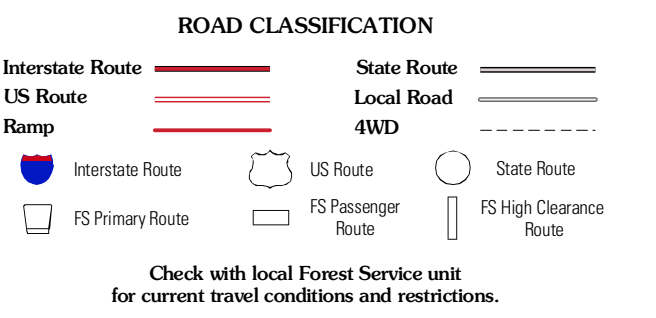 ROAD CLASSIFICATION
Interstate Route
State Route
US Route
Local Road
Ramp
4WD
Interstate Route
US Route
State Route
FS Primary Route
FS Passenger
Route
FS High Clearance
Route
Check with local Forest Service unit
for current travel conditions and restrictions.